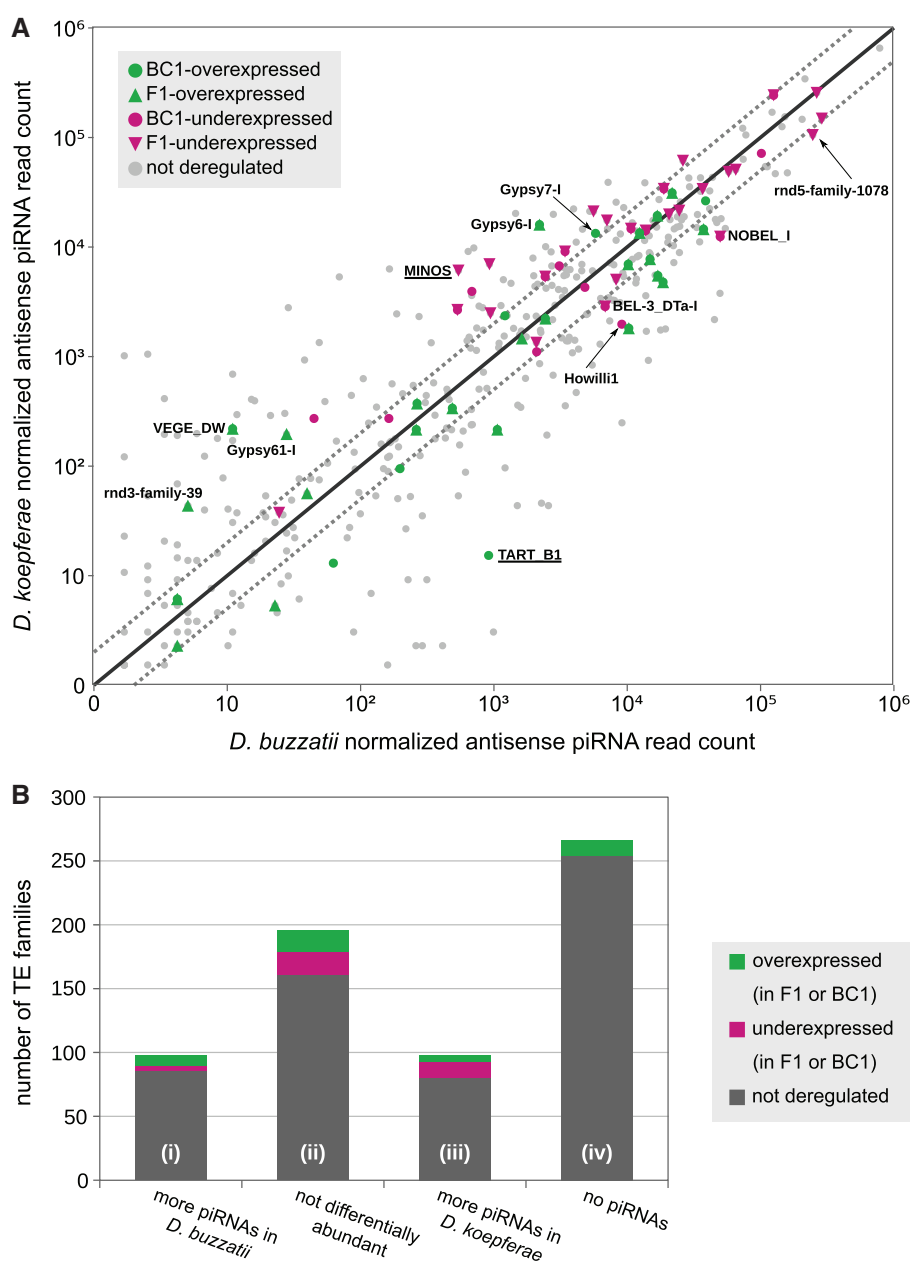 A
BC1-overexpressed
F1-overexpressed
BC1-underexpressed
F1-underexpressed
not deregulated
D. koepferae normalized antisense piRNA read count
10⁶
10⁵
10⁴
10³
10²
10
0
Gypsy7-I
Gypsy6-I
MINOS
rnd5-family-1078
NOBEL_I
BEL-3_DTa-I
Howilli1
VEGE_DW
Gypsy61-I
rnd3-family-39
TART_B1
0
10
10²
10³
10⁴
10⁵
10⁶
D. buzzatii normalized antisense piRNA read count
B
number of TE families
300
250
200
150
100
50
0
(i)
(ii)
(iii)
(iv)
more piRNAs in
D. buzzatii
not differentially
abundant
more piRNAs in
D. koepferae
no piRNAs
overexpressed
(in F1 or BC1)
underexpressed
(in F1 or BC1)
not deregulated